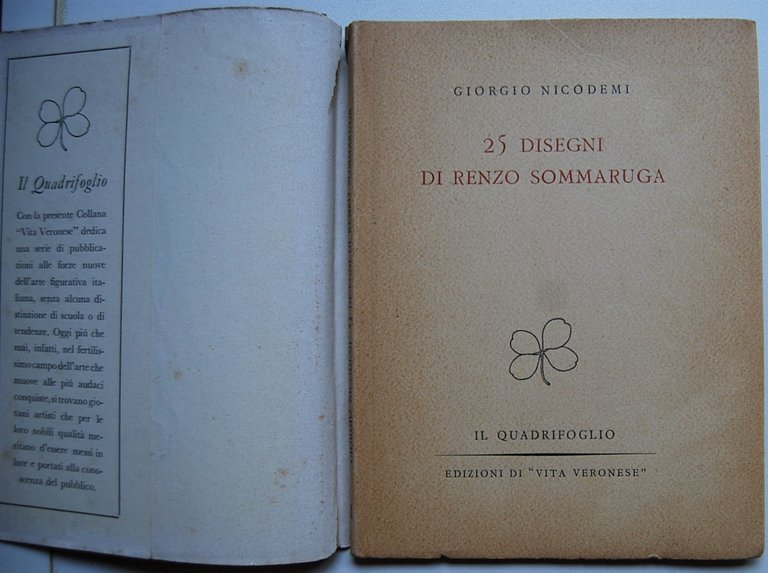 Il Quadrifoglio
Con la presente Collana
"Vita Veronese" dedica
una serie di pubblica-
zioni alle forze nuove
dell'arte figurativa ita-
liana, senza alcuna di-
stinzione di scuola o di
tendenze. Oggi più che
mai, infatti, nel fertilis-
simo campo dell'arte che
muove alle più audaci
conquiste, si trovano gio-
vani artisti che per le
loro nobili qualità me-
ritano d'essere messi in
luce e portati alla cono-
scenza del pubblico.
GIORGIO NICODEMI
25 DISEGNI
DI RENZO SOMMARUGA
IL QUADRIFOGLIO
EDIZIONI DI "VITA VERONESE"